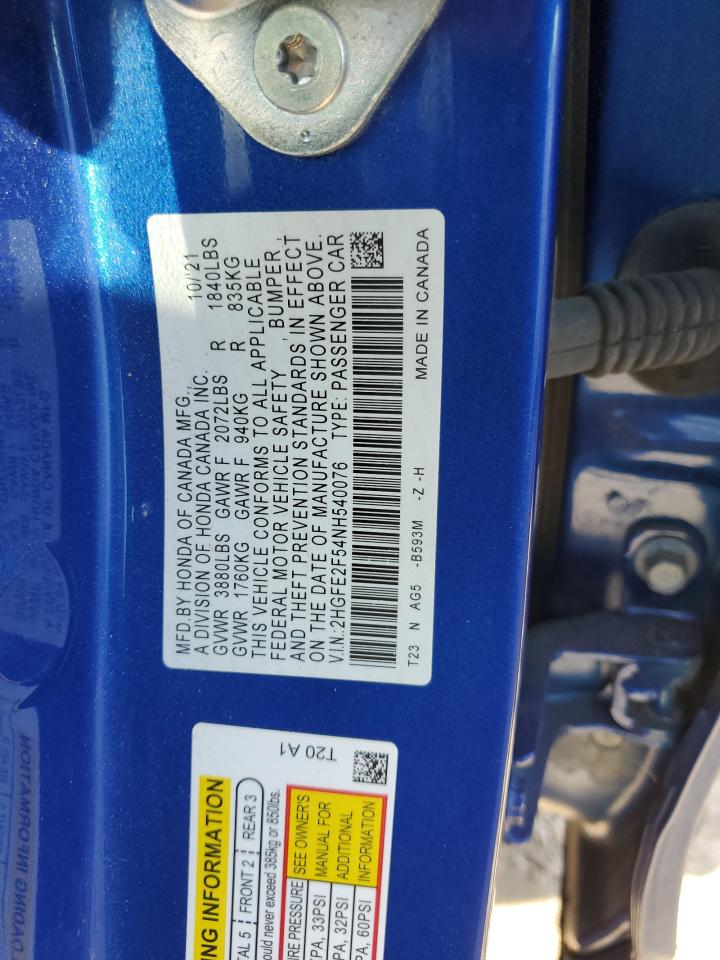 MFD.BY HONDA OF CANADA MFG. 10/21
A DIVISION OF HONDA CANADA INC.
GVWR 3880LBS GAWR F 2072LBS R 1840LBS
GVWR 1760KG GAWR F 940KG R 835KG
THIS VEHICLE CONFORMS TO ALL APPLICABLE
FEDERAL MOTOR VEHICLE SAFETY , BUMPER ,
AND THEFT PREVENTION STANDARDS IN EFFECT
ON THE DATE OF MANUFACTURE SHOWN ABOVE.
V.I.N.:2HGFE2F54NH540076 TYPE: PASSENGER CAR
MADE IN CANADA
T23 N AG5 -B593M -Z -H
T20 A1
ING INFORMATION
TAL 5 FRONT 2 REAR 3
ould never exceed 385kg or 850lbs.
IRE PRESSURE SEE OWNER'S
PA, 33PSI MANUAL FOR
PA, 32PSI ADDITIONAL
PA, 60PSI INFORMATION